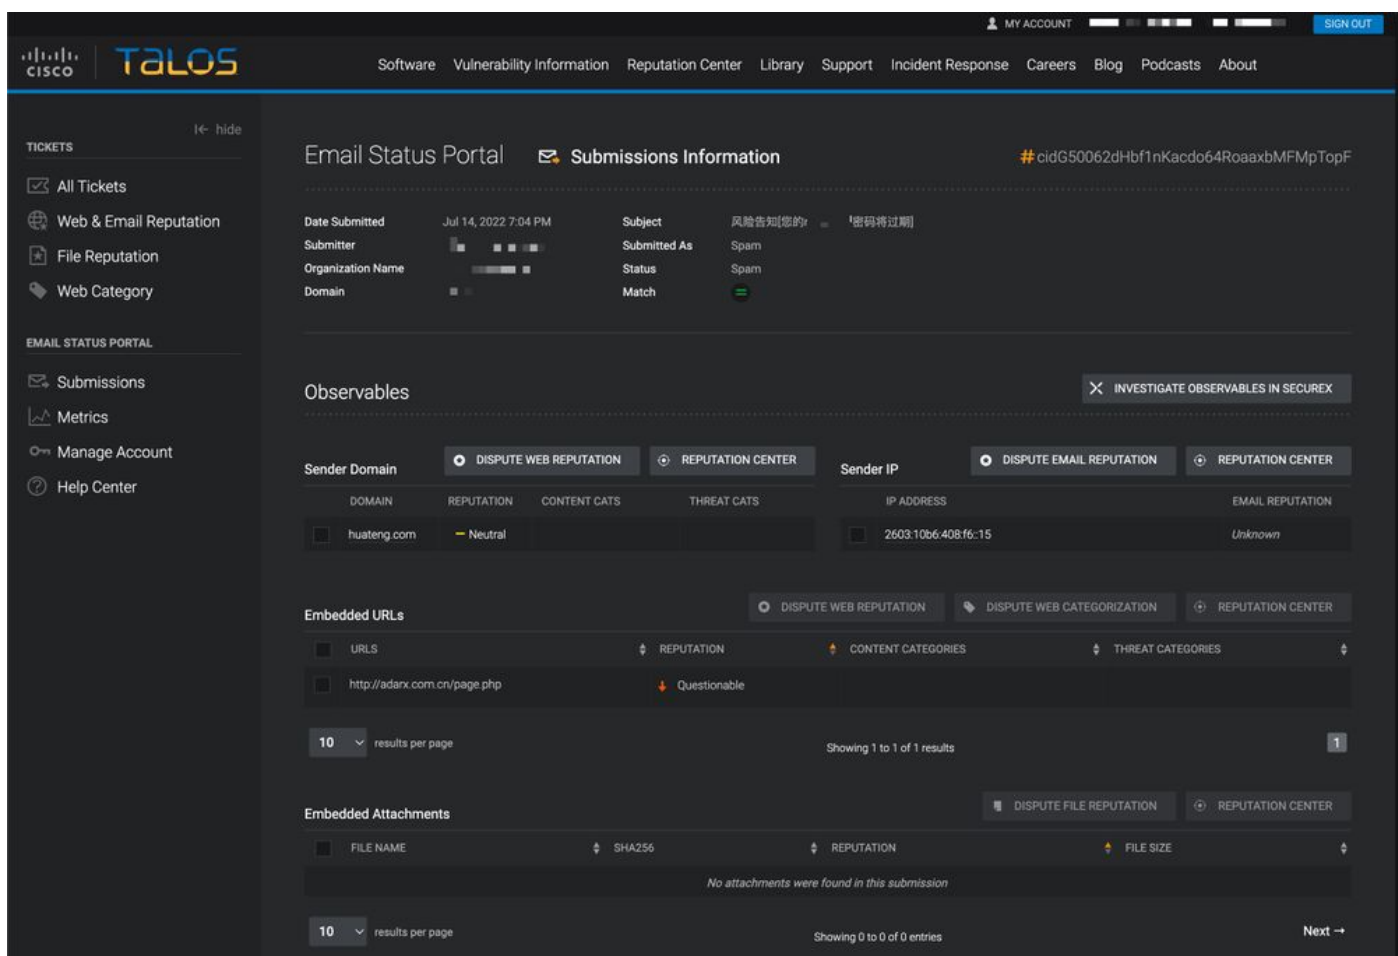 MY ACCOUNT
SIGN OUT
CISCO
TALOS
Software Vulnerability Information Reputation Center Library Support Incident Response Careers Blog Podcasts About
hide
TICKETS
All Tickets
Web & Email Reputation
File Reputation
Web Category
EMAIL STATUS PORTAL
Submissions
Metrics
Manage Account
Help Center
Email Status Portal Submissions Information #cidG50062dHbf1nKacdo64RoaaxbMFMpTopF
Date Submitted Jul 14, 2022 7:04 PM Subject 风险告知[您的 密码将过期]
Submitter Submitted As Spam
Organization Name Status Spam
Domain Match =
Observables INVESTIGATE OBSERVABLES IN SECUREX
Sender Domain DISPUTE WEB REPUTATION REPUTATION CENTER
DOMAIN REPUTATION CONTENT CATS THREAT CATS
huateng.com Neutral
Sender IP DISPUTE EMAIL REPUTATION REPUTATION CENTER
IP ADDRESS EMAIL REPUTATION
2603:10b6:408:f6::15 Unknown
Embedded URLs DISPUTE WEB REPUTATION DISPUTE WEB CATEGORIZATION REPUTATION CENTER
URLS REPUTATION CONTENT CATEGORIES THREAT CATEGORIES
http://adarx.com.cn/page.php Questionable
10 results per page Showing 1 to 1 of 1 results 1
Embedded Attachments DISPUTE FILE REPUTATION REPUTATION CENTER
FILE NAME SHA256 REPUTATION FILE SIZE
No attachments were found in this submission
10 results per page Showing 0 to 0 of 0 entries Next →